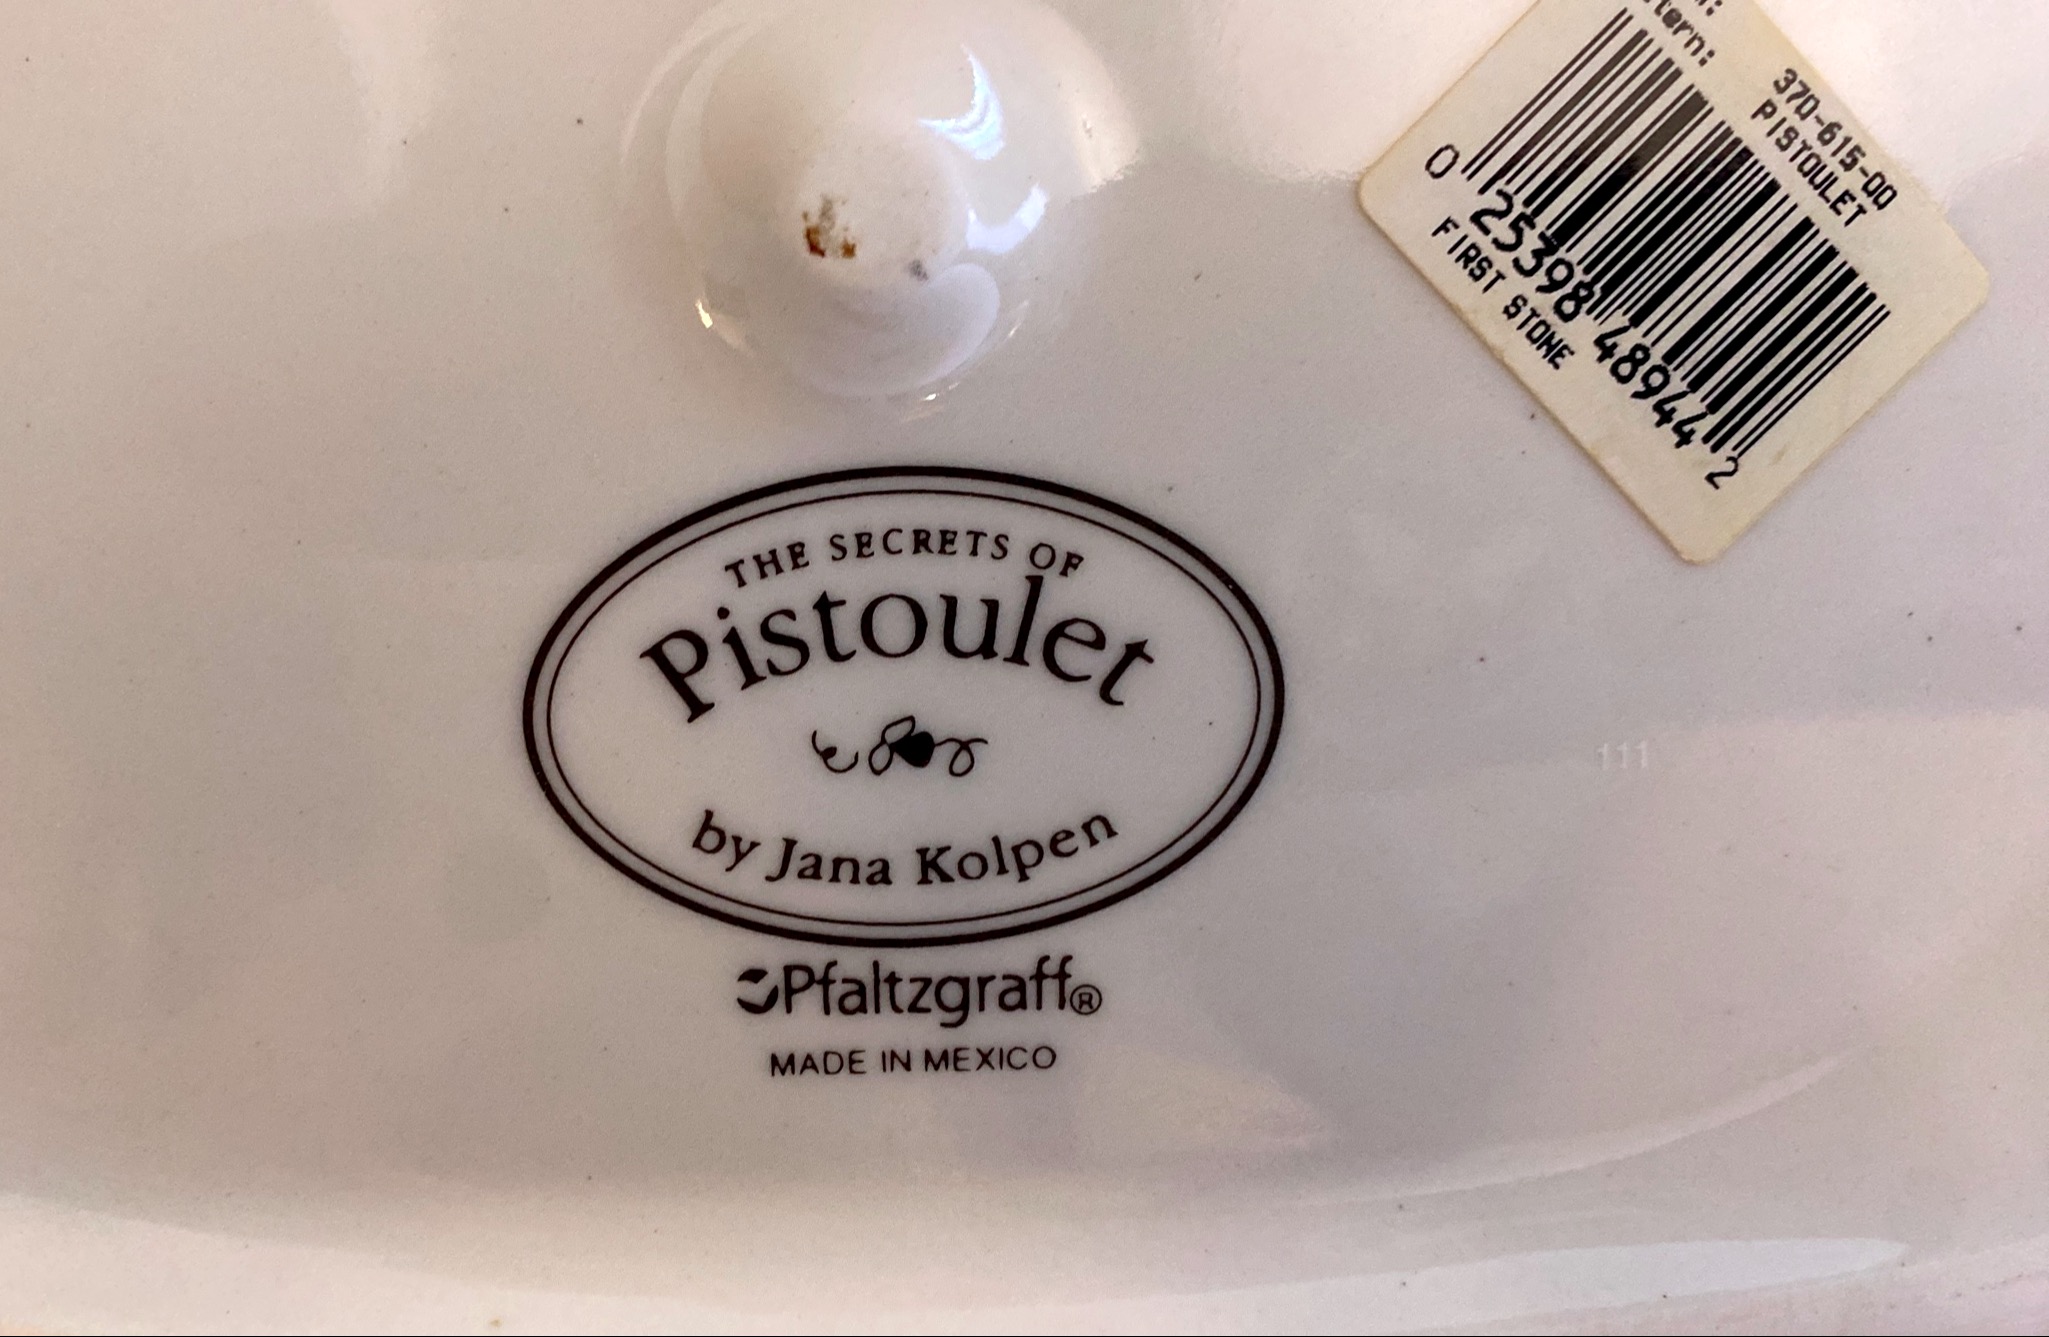 370-615-00
PISTOULET
0 25398 48944 2
FIRST STONE
THE SECRETS OF
Pistoulet
by Jana Kolpen
Pfaltzgraff®
MADE IN MEXICO
111